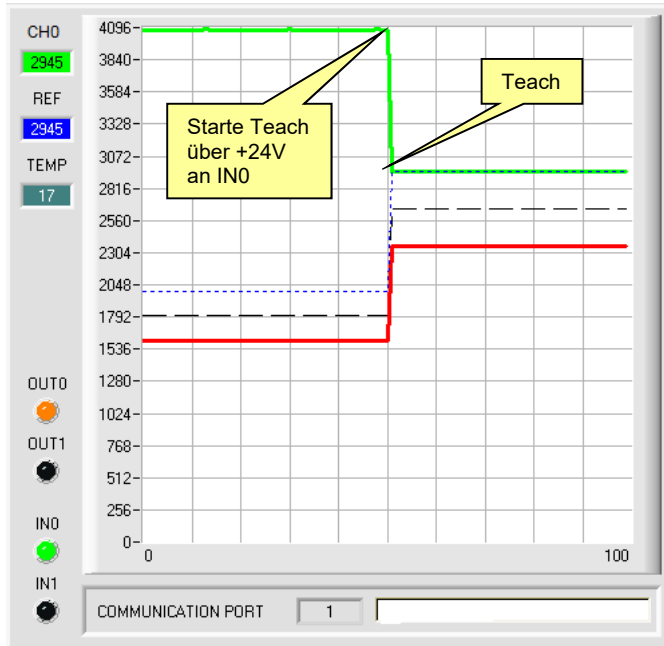 CH0
2945
REF
2945
TEMP
17
OUT0
OUT1
IN0
IN1
4096
3840
3584
3328
3072
2816
2560
2304
2048
1792
1536
1280
1024
768
512
256
0
0
100
Starte Teach
über +24V
an IN0
Teach
COMMUNICATION PORT 1